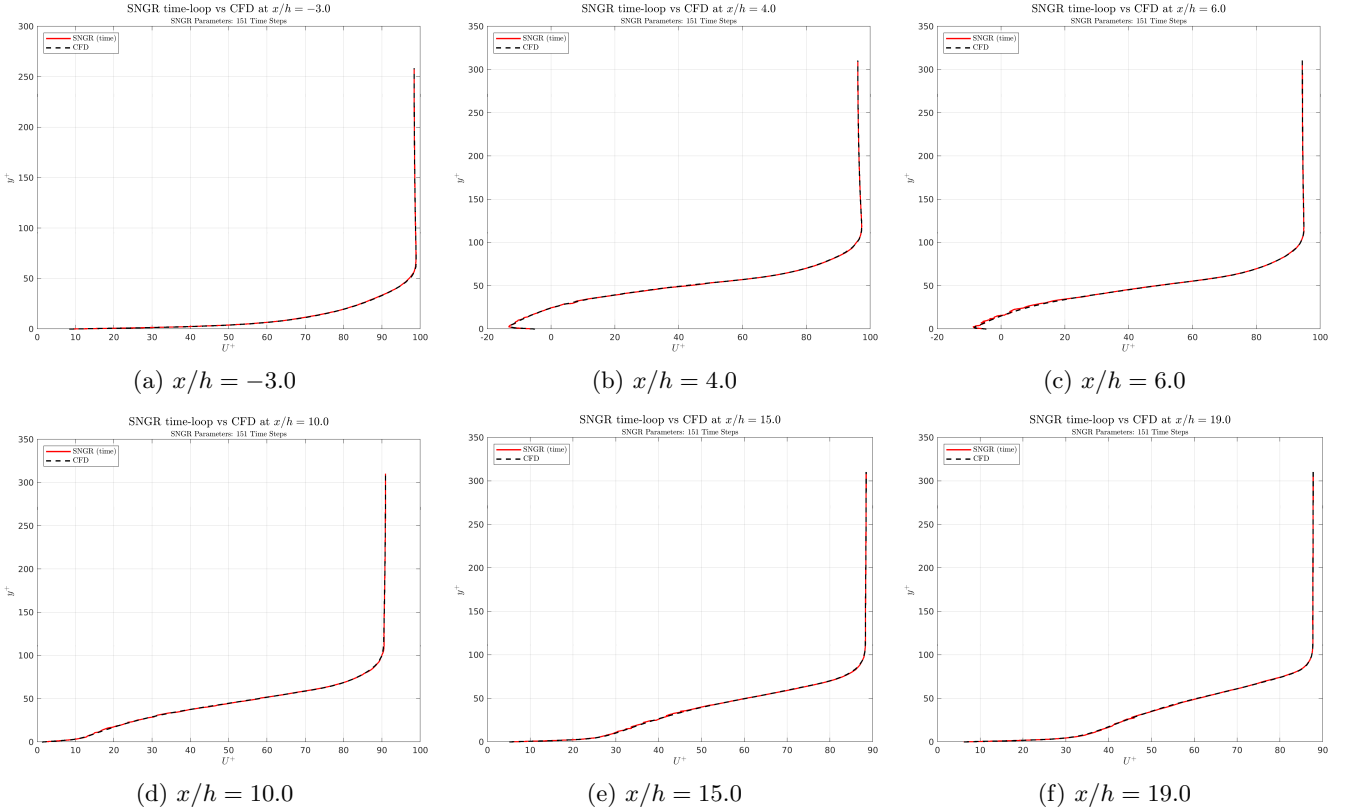 SNGR time-loop vs CFD at x/h = −3.0
SNGR Parameters: 151 Time Steps
SNGR (time)
CFD
300
250
200
150
100
50
0
y⁺
0 10 20 30 40 50 60 70 80 90 100
U⁺
(a) x/h = −3.0
SNGR time-loop vs CFD at x/h = 4.0
SNGR Parameters: 151 Time Steps
SNGR (time)
CFD
350
300
250
200
150
100
50
0
y⁺
-20 0 20 40 60 80 100
U⁺
(b) x/h = 4.0
SNGR time-loop vs CFD at x/h = 6.0
SNGR Parameters: 151 Time Steps
SNGR (time)
CFD
350
300
250
200
150
100
50
0
y⁺
-20 0 20 40 60 80 100
U⁺
(c) x/h = 6.0
SNGR time-loop vs CFD at x/h = 10.0
SNGR Parameters: 151 Time Steps
SNGR (time)
CFD
350
300
250
200
150
100
50
0
y⁺
0 10 20 30 40 50 60 70 80 90 100
U⁺
(d) x/h = 10.0
SNGR time-loop vs CFD at x/h = 15.0
SNGR Parameters: 151 Time Steps
SNGR (time)
CFD
350
300
250
200
150
100
50
0
y⁺
0 10 20 30 40 50 60 70 80 90
U⁺
(e) x/h = 15.0
SNGR time-loop vs CFD at x/h = 19.0
SNGR Parameters: 151 Time Steps
SNGR (time)
CFD
350
300
250
200
150
100
50
0
y⁺
0 10 20 30 40 50 60 70 80 90
U⁺
(f) x/h = 19.0